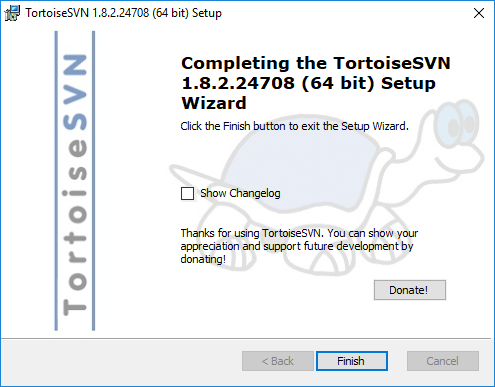 TortoiseSVN 1.8.2.24708 (64 bit) Setup
TortoiseSVN
Completing the TortoiseSVN
1.8.2.24708 (64 bit) Setup
Wizard
Click the Finish button to exit the Setup Wizard.
Show Changelog
Thanks for using TortoiseSVN. You can show your
appreciation and support future development by
donating!
Donate!
< Back
Finish
Cancel